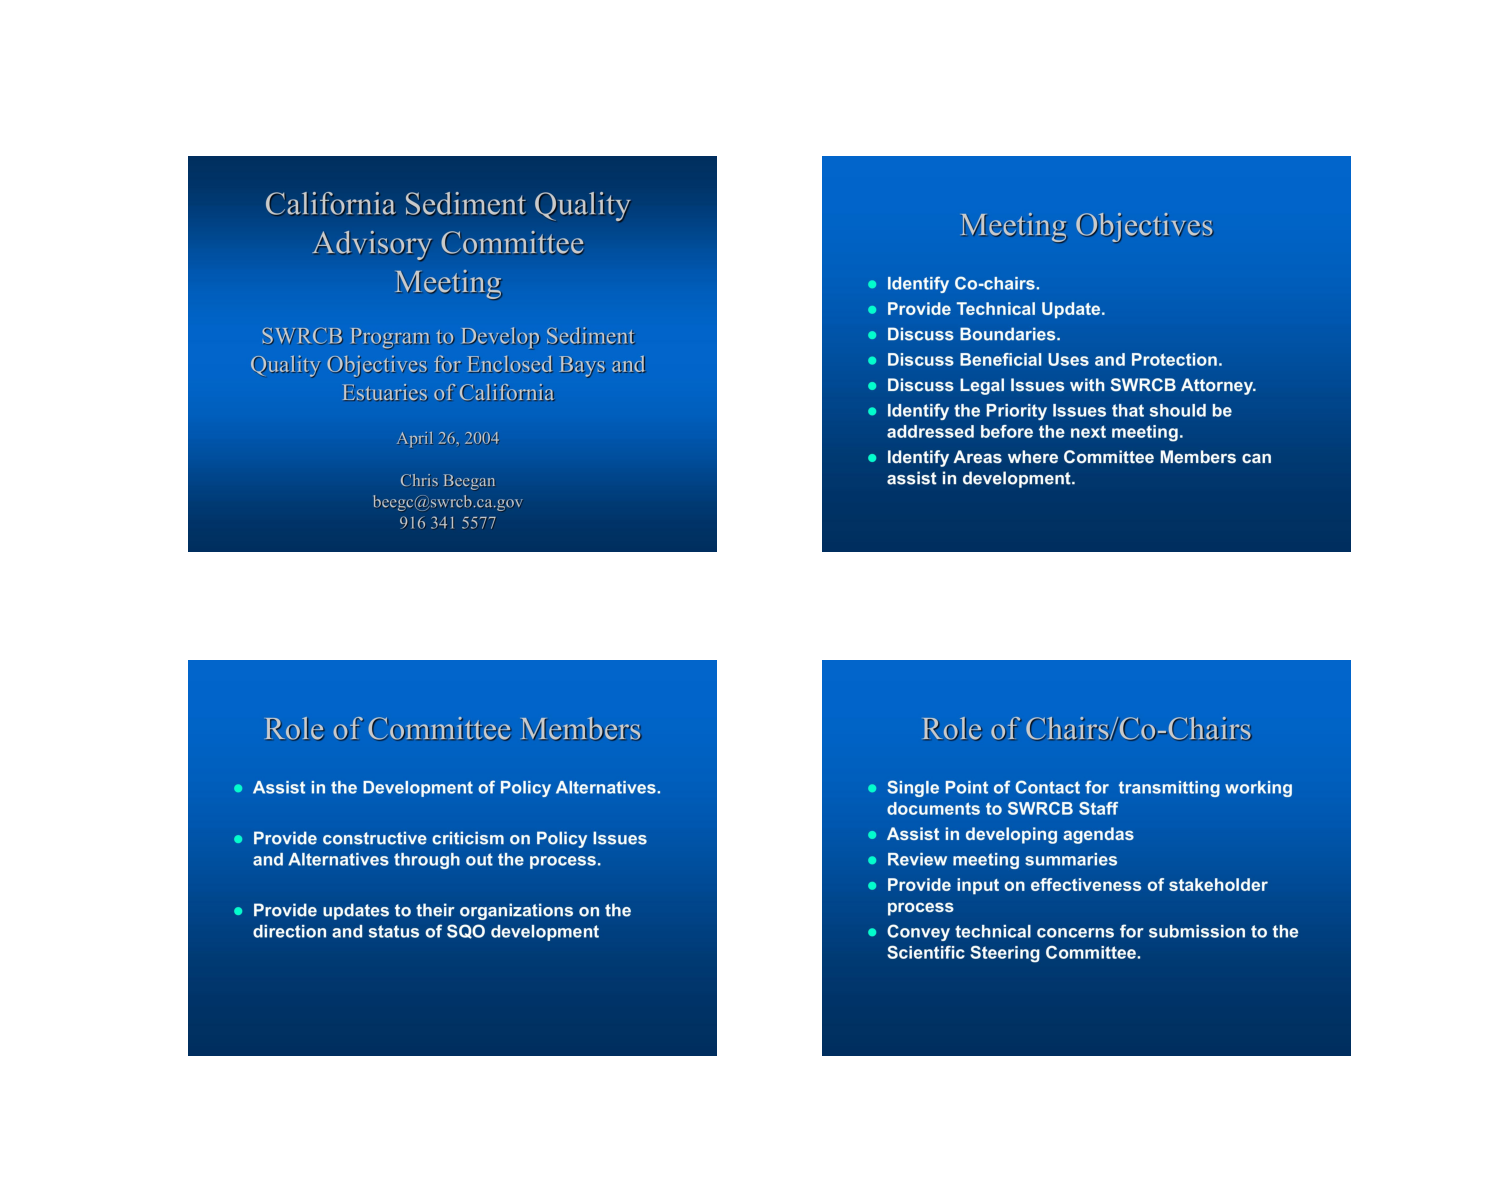 California Sediment Quality
Advisory Committee
Meeting
SWRCB Program to Develop Sediment
Quality Objectives for Enclosed Bays and
Estuaries of California
April 26, 2004
Chris Beegan
beegc@swrcb.ca.gov
916 341 5577
Meeting Objectives
● Identify Co-chairs.
● Provide Technical Update.
● Discuss Boundaries.
● Discuss Beneficial Uses and Protection.
● Discuss Legal Issues with SWRCB Attorney.
● Identify the Priority Issues that should be
addressed before the next meeting.
● Identify Areas where Committee Members can
assist in development.
Role of Committee Members
● Assist in the Development of Policy Alternatives.
● Provide constructive criticism on Policy Issues
and Alternatives through out the process.
● Provide updates to their organizations on the
direction and status of SQO development
Role of Chairs/Co-Chairs
● Single Point of Contact for  transmitting working
documents to SWRCB Staff
● Assist in developing agendas
● Review meeting summaries
● Provide input on effectiveness of stakeholder
process
● Convey technical concerns for submission to the
Scientific Steering Committee.